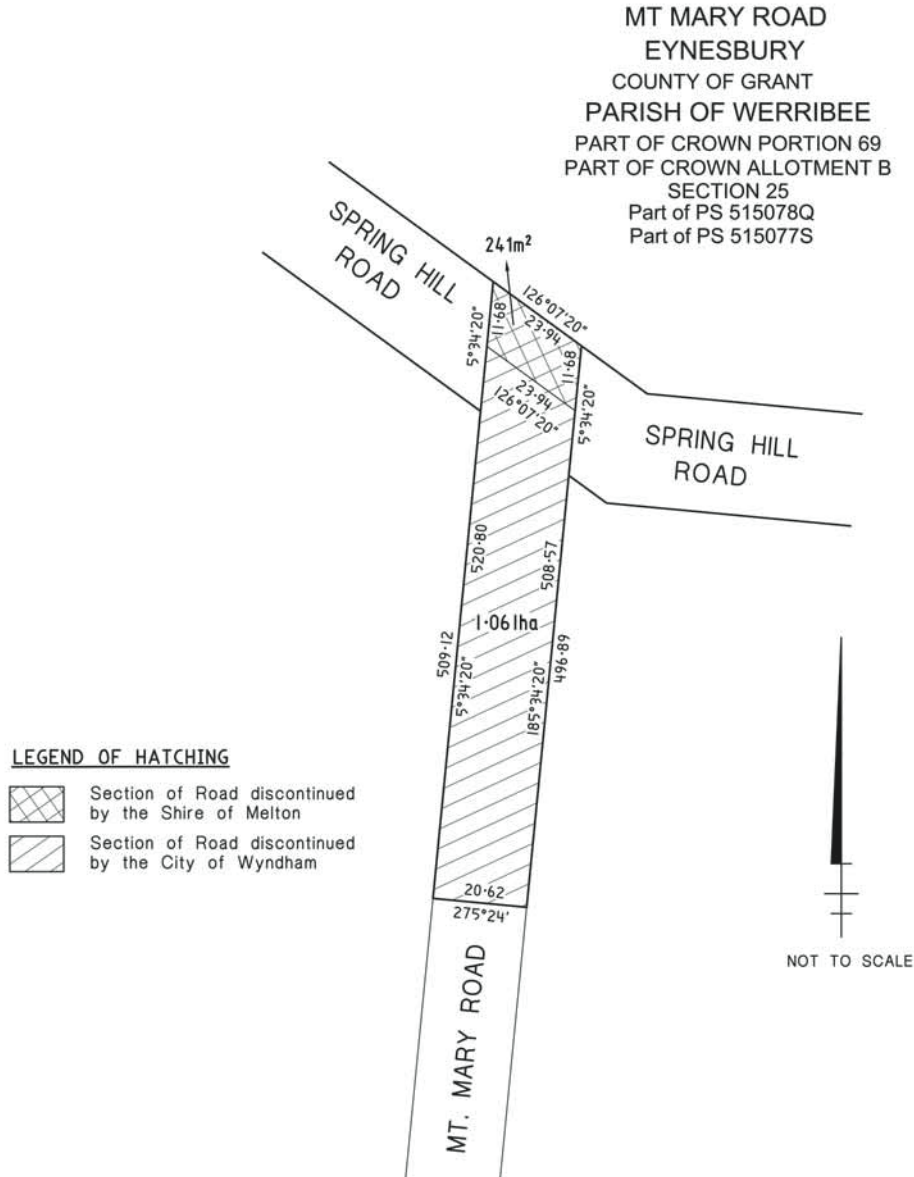 MT MARY ROAD
EYNESBURY
COUNTY OF GRANT
PARISH OF WERRIBEE
PART OF CROWN PORTION 69
PART OF CROWN ALLOTMENT B
SECTION 25
Part of PS 515078Q
Part of PS 515077S
SPRING HILL
ROAD
241m²
126°07'20"
23·94
11·68
5°34'20"
11·68
5°34'20"
23·94
126°07'20"
SPRING HILL
ROAD
520·80
508·57
1·061ha
509·12
5°34'20"
185°34'20"
496·89
LEGEND OF HATCHING
Section of Road discontinued
by the Shire of Melton
Section of Road discontinued
by the City of Wyndham
20·62
275°24'
MT. MARY ROAD
NOT TO SCALE